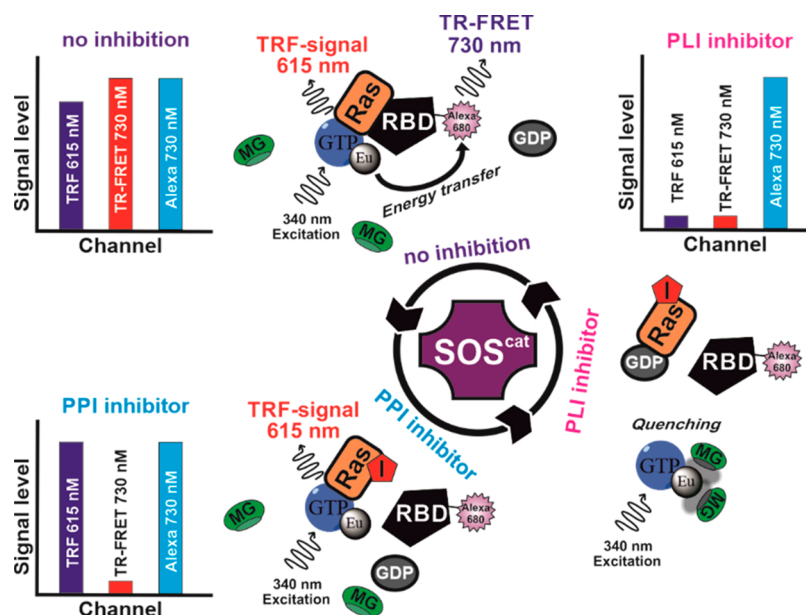 no inhibition
Signal level
TRF 615 nM
TR-FRET 730 nM
Alexa 730 nM
Channel
TRF-signal
615 nm
TR-FRET
730 nm
Ras
RBD
Alexa
680
GTP
Eu
MG
GDP
Energy transfer
340 nm
Excitation
MG
PLI inhibitor
Signal level
TRF 615 nM
TR-FRET 730 nM
Alexa 730 nM
Channel
no inhibition
SOScat
PPI inhibitor
PLI inhibitor
I
Ras
GDP
RBD
Alexa
680
Quenching
GTP
Eu
MG
MG
340 nm
Excitation
PPI inhibitor
Signal level
TRF 615 nM
TR-FRET 730 nM
Alexa 730 nM
Channel
TRF-signal
615 nm
Ras
I
GTP
Eu
RBD
Alexa
680
MG
GDP
340 nm
Excitation
MG